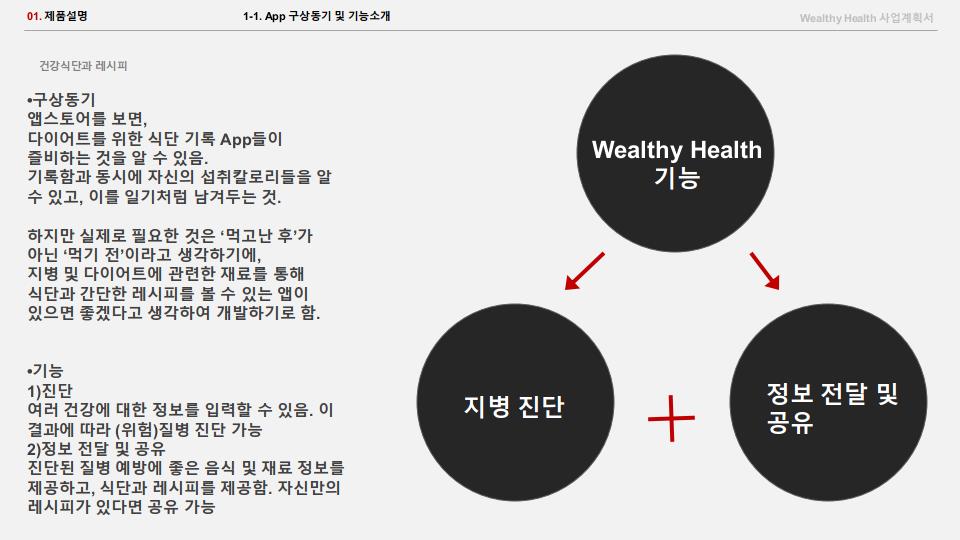 01. 제품설명
1-1. App 구상동기 및 기능소개
Wealthy Health 사업계획서
건강식단과 레시피
•구상동기
앱스토어를 보면,
다이어트를 위한 식단 기록 App들이
즐비하는 것을 알 수 있음.
기록함과 동시에 자신의 섭취칼로리들을 알
수 있고, 이를 일기처럼 남겨두는 것.
하지만 실제로 필요한 것은 ‘먹고난 후’가
아닌 ‘먹기 전’이라고 생각하기에,
지병 및 다이어트에 관련한 재료를 통해
식단과 간단한 레시피를 볼 수 있는 앱이
있으면 좋겠다고 생각하여 개발하기로 함.
•기능
1)진단
여러 건강에 대한 정보를 입력할 수 있음. 이
결과에 따라 (위험)질병 진단 가능
2)정보 전달 및 공유
진단된 질병 예방에 좋은 음식 및 재료 정보를
제공하고, 식단과 레시피를 제공함. 자신만의
레시피가 있다면 공유 가능
Wealthy Health
기능
지병 진단
정보 전달 및
공유